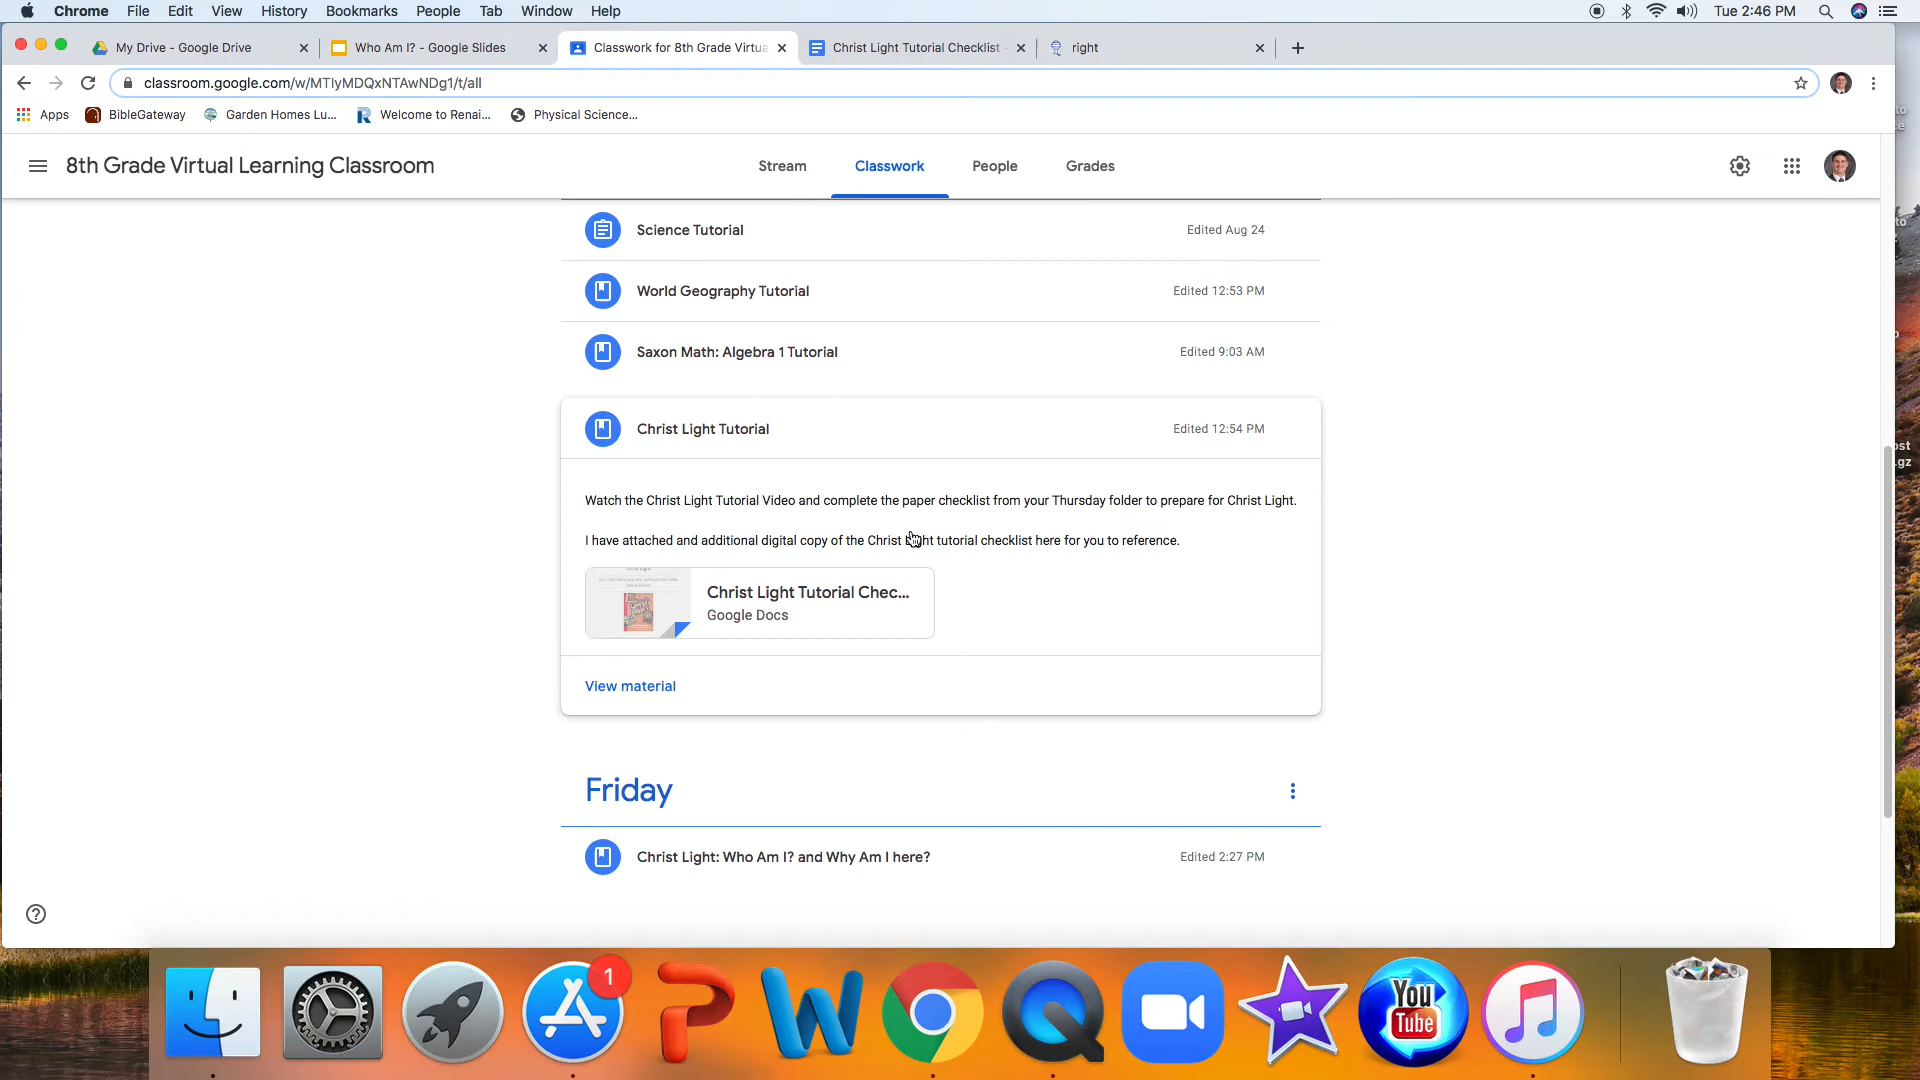 Chrome File Edit View History Bookmarks People Tab Window Help Tue 2:46 PM
My Drive - Google Drive Who Am I? - Google Slides Classwork for 8th Grade Virtua Christ Light Tutorial Checklist right
classroom.google.com/w/MTIyMDQxNTAwNDg1/t/all
Apps BibleGateway Garden Homes Lu... Welcome to Renai... Physical Science...
8th Grade Virtual Learning Classroom Stream Classwork People Grades
Science Tutorial Edited Aug 24
World Geography Tutorial Edited 12:53 PM
Saxon Math: Algebra 1 Tutorial Edited 9:03 AM
Christ Light Tutorial Edited 12:54 PM
Watch the Christ Light Tutorial Video and complete the paper checklist from your Thursday folder to prepare for Christ Light.
I have attached and additional digital copy of the Christ Light tutorial checklist here for you to reference.
Christ Light Tutorial Chec...
Google Docs
View material
Friday
Christ Light: Who Am I? and Why Am I here? Edited 2:27 PM
1
You
Tube